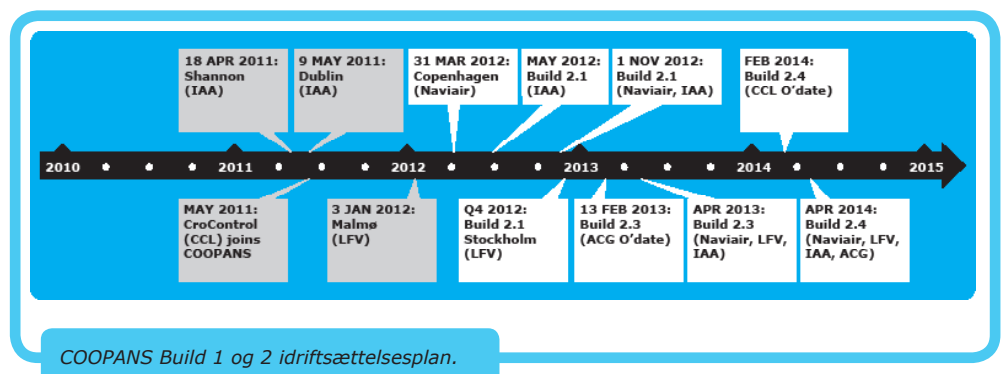 18 APR 2011:
Shannon
(IAA)
9 MAY 2011:
Dublin
(IAA)
31 MAR 2012:
Copenhagen
(Naviair)
MAY 2012:
Build 2.1
(IAA)
1 NOV 2012:
Build 2.1
(Naviair, IAA)
FEB 2014:
Build 2.4
(CCL O'date)
2010 2011 2012 2013 2014 2015
MAY 2011:
CroControl
(CCL) joins
COOPANS
3 JAN 2012:
Malmø
(LFV)
Q4 2012:
Build 2.1
Stockholm
(LFV)
13 FEB 2013:
Build 2.3
(ACG O'date)
APR 2013:
Build 2.3
(Naviair, LFV,
IAA)
APR 2014:
Build 2.4
(Naviair, LFV,
IAA, ACG)
COOPANS Build 1 og 2 idriftsættelsesplan.